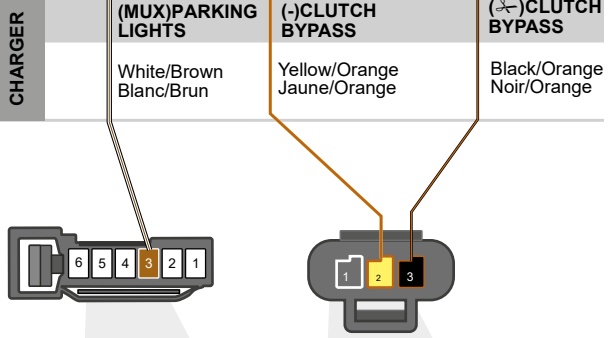 CHARGER
(MUX)PARKING
LIGHTS
White/Brown
Blanc/Brun
(-)CLUTCH
BYPASS
Yellow/Orange
Jaune/Orange
(✂)CLUTCH
BYPASS
Black/Orange
Noir/Orange
6 5 4 3 2 1
1 2 3